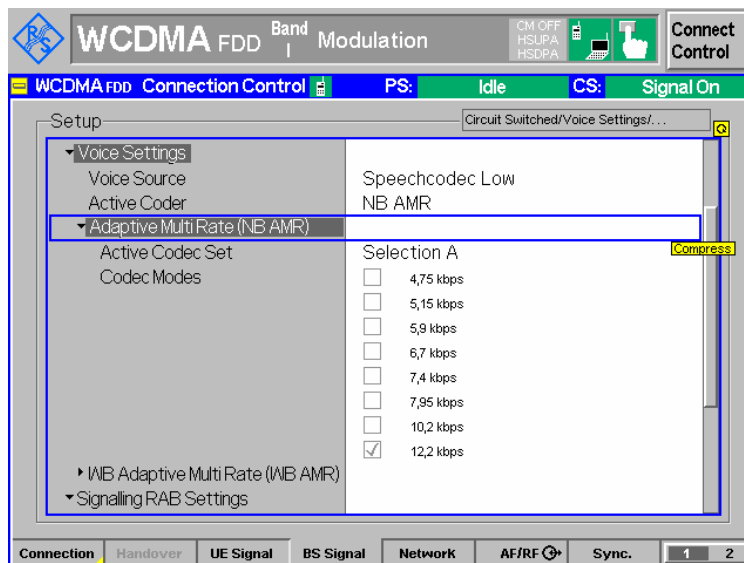 R&S
WCDMA FDD Band I Modulation
CM OFF
HSUPA
HSDPA
Connect Control
WCDMA FDD Connection Control PS: Idle CS: Signal On
Setup Circuit Switched/Voice Settings/...
Voice Settings
Voice Source Speechcodec Low
Active Coder NB AMR
Adaptive Multi Rate (NB AMR)
Compress
Active Codec Set Selection A
Codec Modes 4,75 kbps
5,15 kbps
5,9 kbps
6,7 kbps
7,4 kbps
7,95 kbps
10,2 kbps
12,2 kbps
WB Adaptive Multi Rate (WB AMR)
Signalling RAB Settings
Connection Handover UE Signal BS Signal Network AF/RF Sync. 1 2